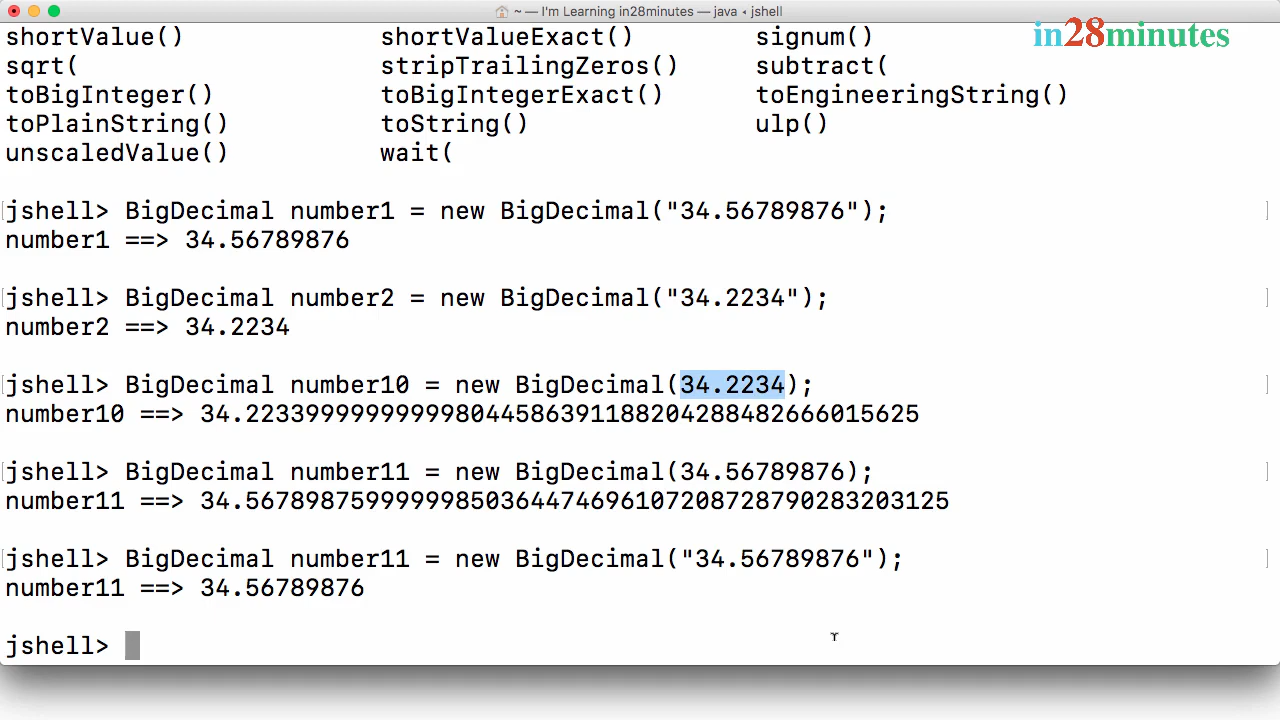 ~ — I'm Learning in28minutes — java ◂ jshell
in28minutes
shortValue() shortValueExact() signum()
sqrt( stripTrailingZeros() subtract(
toBigInteger() toBigIntegerExact() toEngineeringString()
toPlainString() toString() ulp()
unscaledValue() wait(
jshell> BigDecimal number1 = new BigDecimal("34.56789876");
number1 ==> 34.56789876
jshell> BigDecimal number2 = new BigDecimal("34.2234");
number2 ==> 34.2234
jshell> BigDecimal number10 = new BigDecimal(34.2234);
number10 ==> 34.22339999999999804458639118820428848266601562​5
jshell> BigDecimal number11 = new BigDecimal(34.56789876);
number11 ==> 34.56789875999999850364474696107208728790283203125
jshell> BigDecimal number11 = new BigDecimal("34.56789876");
number11 ==> 34.56789876
jshell>